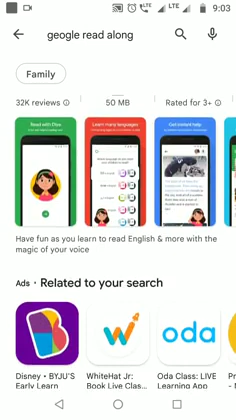 9:03
geogle read along
Family
32K reviews
50 MB
Rated for 3+
Read with Diya
Learn many languages
Get instant help
Have fun as you learn to read English & more with the
magic of your voice
Ads · Related to your search
oda
Disney • BYJU'S
Early Learn
WhiteHat Jr:
Book Live Clas...
Oda Class: LIVE
Learning App